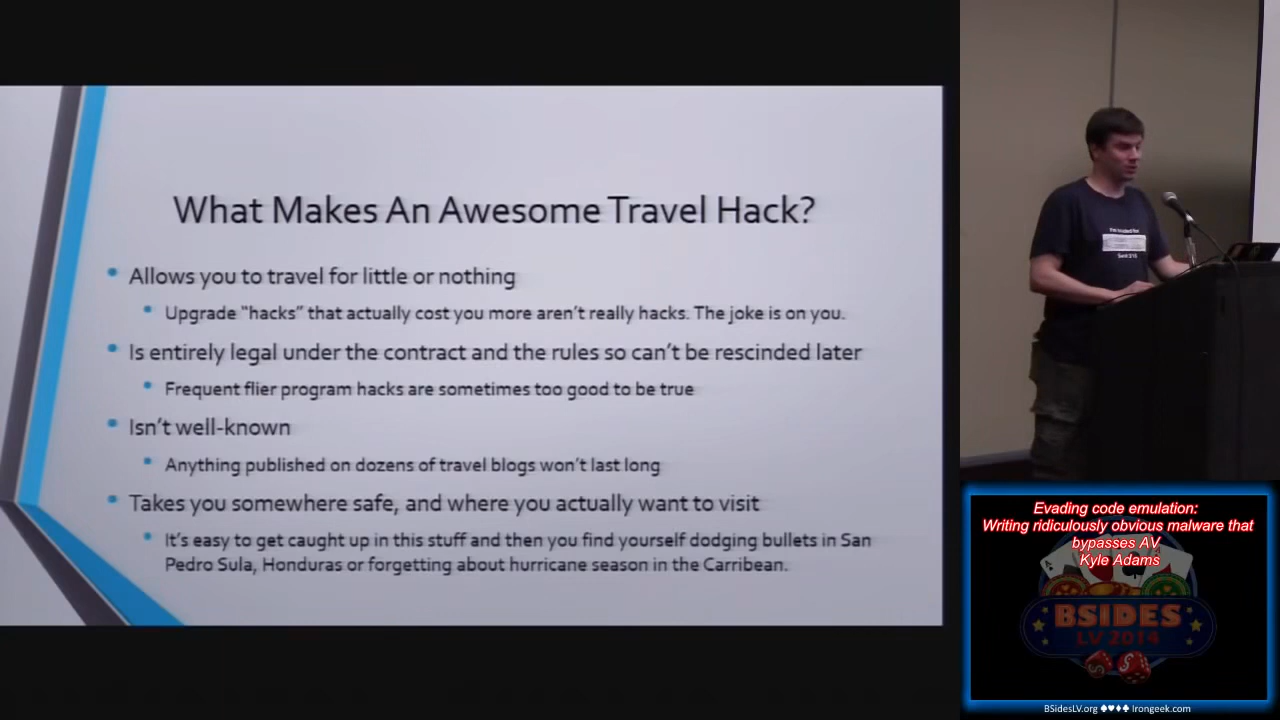 What Makes An Awesome Travel Hack?
Allows you to travel for little or nothing
Upgrade “hacks” that actually cost you more aren’t really hacks. The joke is on you.
Is entirely legal under the contract and the rules so can’t be rescinded later
Frequent flier program hacks are sometimes too good to be true
Isn’t well-known
Anything published on dozens of travel blogs won’t last long
Takes you somewhere safe, and where you actually want to visit
It’s easy to get caught up in this stuff and then you find yourself dodging bullets in San
Pedro Sula, Honduras or forgetting about hurricane season in the Carribean.
Evading code emulation:
Writing ridiculously obvious malware that
bypasses AV
Kyle Adams
BSIDES
LV 2014
BSidesLV.org ♠♥♦♣ Irongeek.com